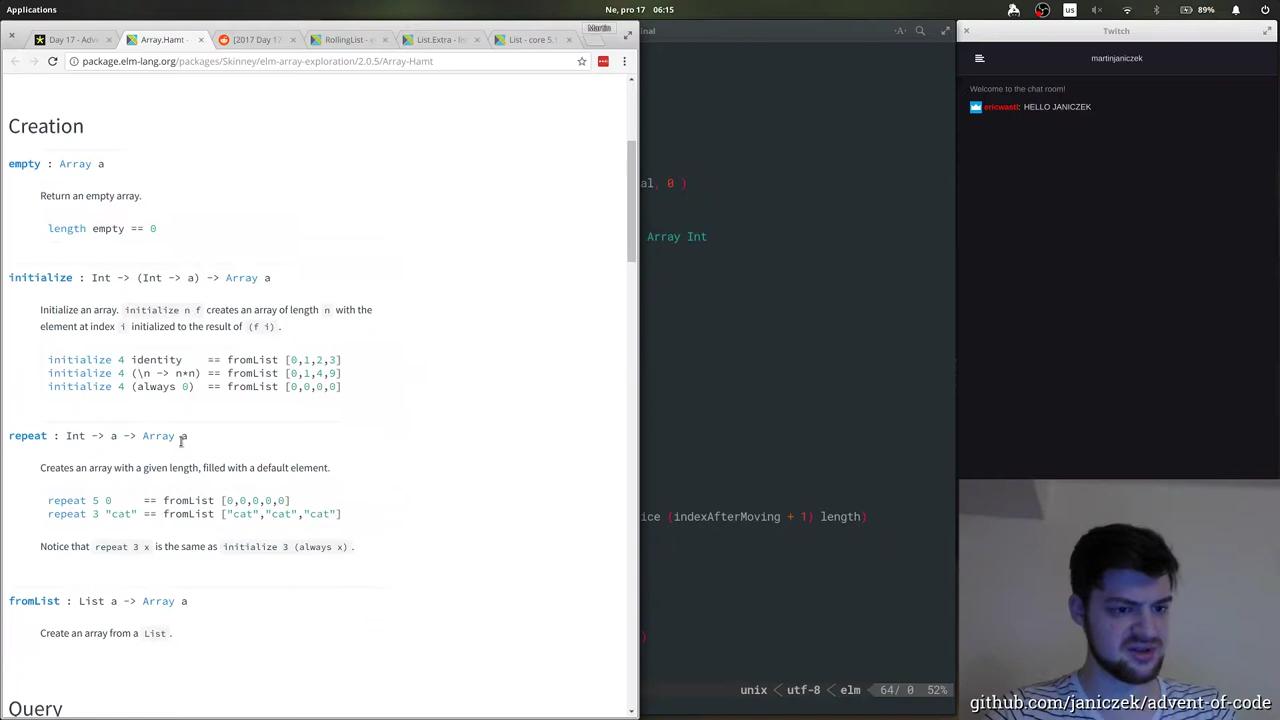 Applications
Ne, pro 17 06:15
us
89%
Martin
Day 17 - Adv
Array.Hamt -
[2017 Day 17
RollingList - v
List.Extra - lis
List - core 5.1
package.elm-lang.org/packages/Skinney/elm-array-exploration/2.0.5/Array-Hamt
Creation
empty : Array a
Return an empty array.
length empty == 0
initialize : Int -> (Int -> a) -> Array a
Initialize an array. initialize n f creates an array of length n with the
element at index i initialized to the result of (f i) .
initialize 4 identity == fromList [0,1,2,3]
initialize 4 (\n -> n*n) == fromList [0,1,4,9]
initialize 4 (always 0) == fromList [0,0,0,0]
repeat : Int -> a -> Array a
Creates an array with a given length, filled with a default element.
repeat 5 0 == fromList [0,0,0,0,0]
repeat 3 "cat" == fromList ["cat","cat","cat"]
Notice that repeat 3 x is the same as initialize 3 (always x) .
fromList : List a -> Array a
Create an array from a List .
Query
inal
-A-
al, 0 )
Array Int
ice (indexAfterMoving + 1) length)
)
unix < utf-8 < elm 64/ 0 52%
Twitch
martinjaniczek
Welcome to the chat room!
ericwastl: HELLO JANICZEK
github.com/janiczek/advent-of-code